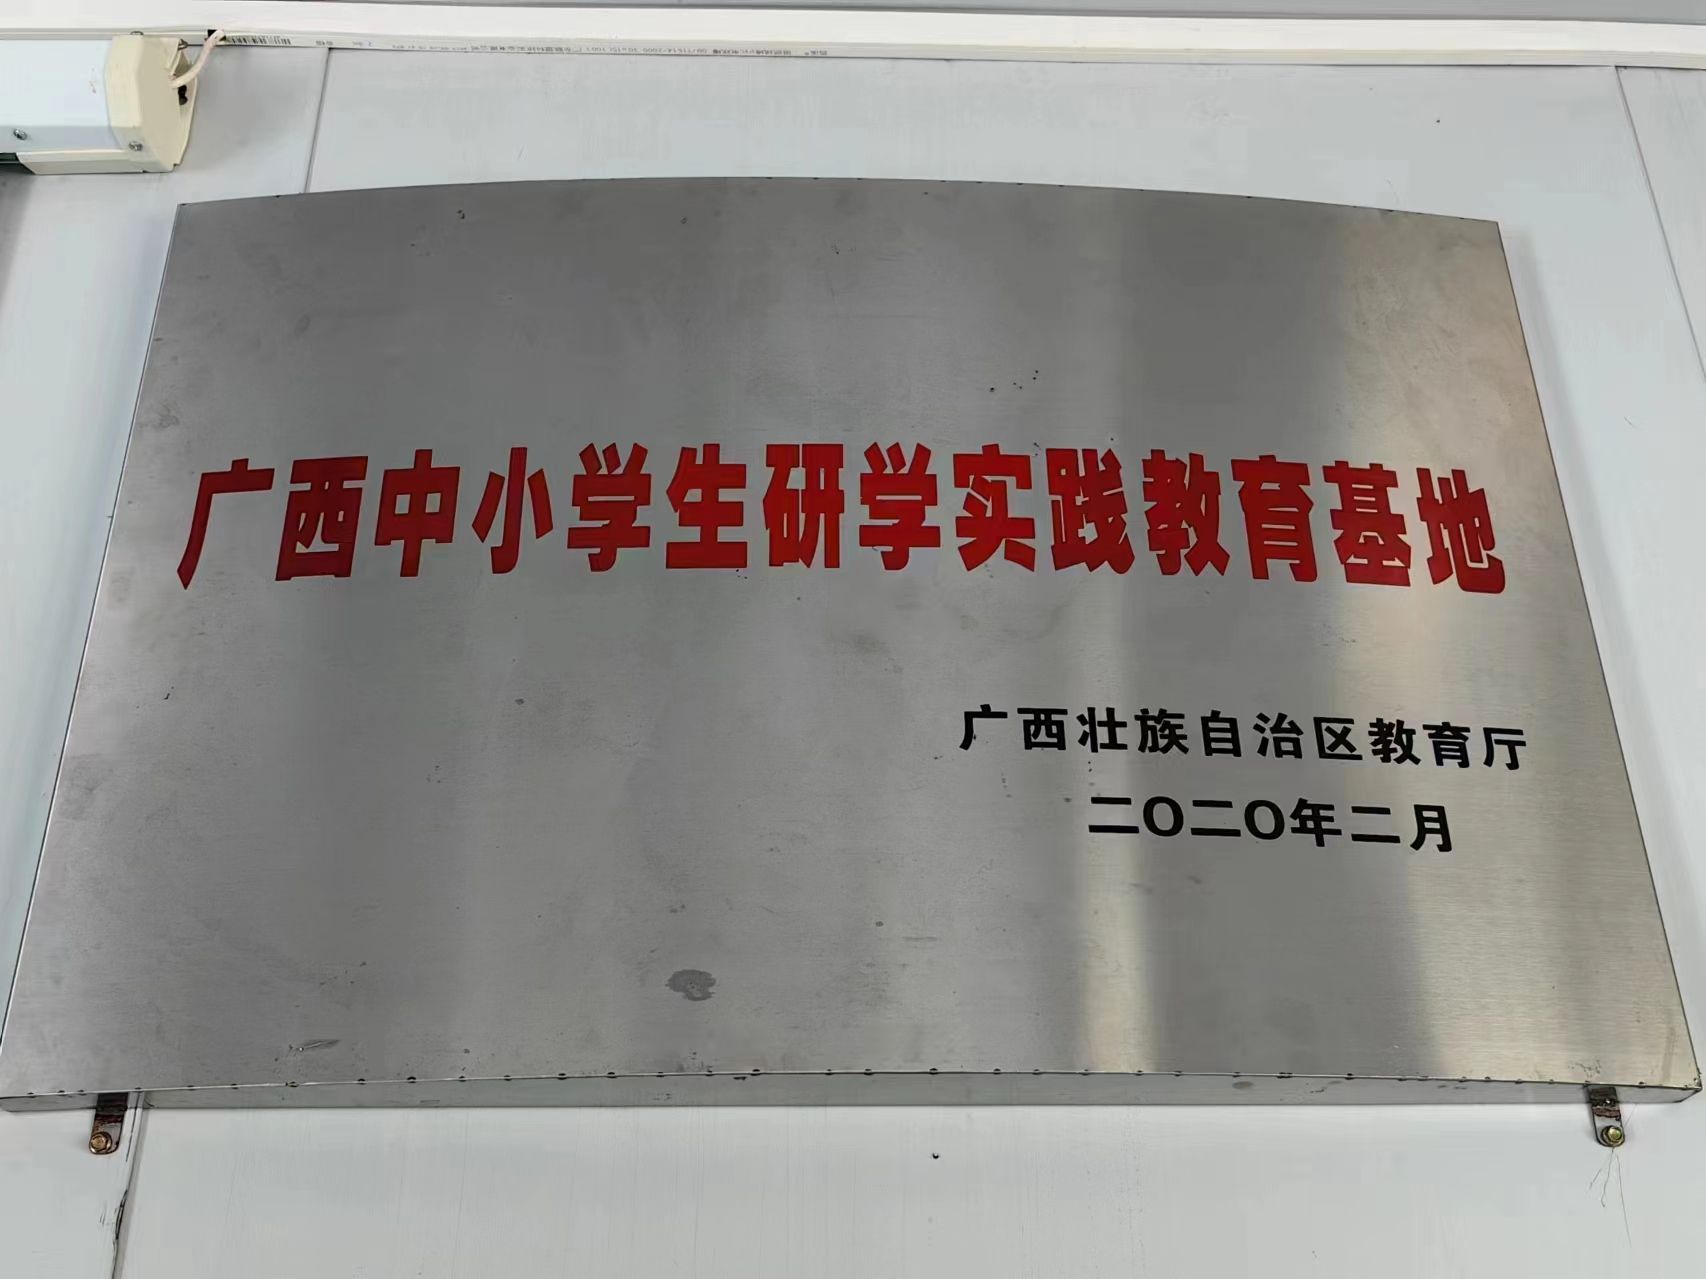 广西中小学生研学实践教育基地
广西壮族自治区教育厅
二〇二〇年二月